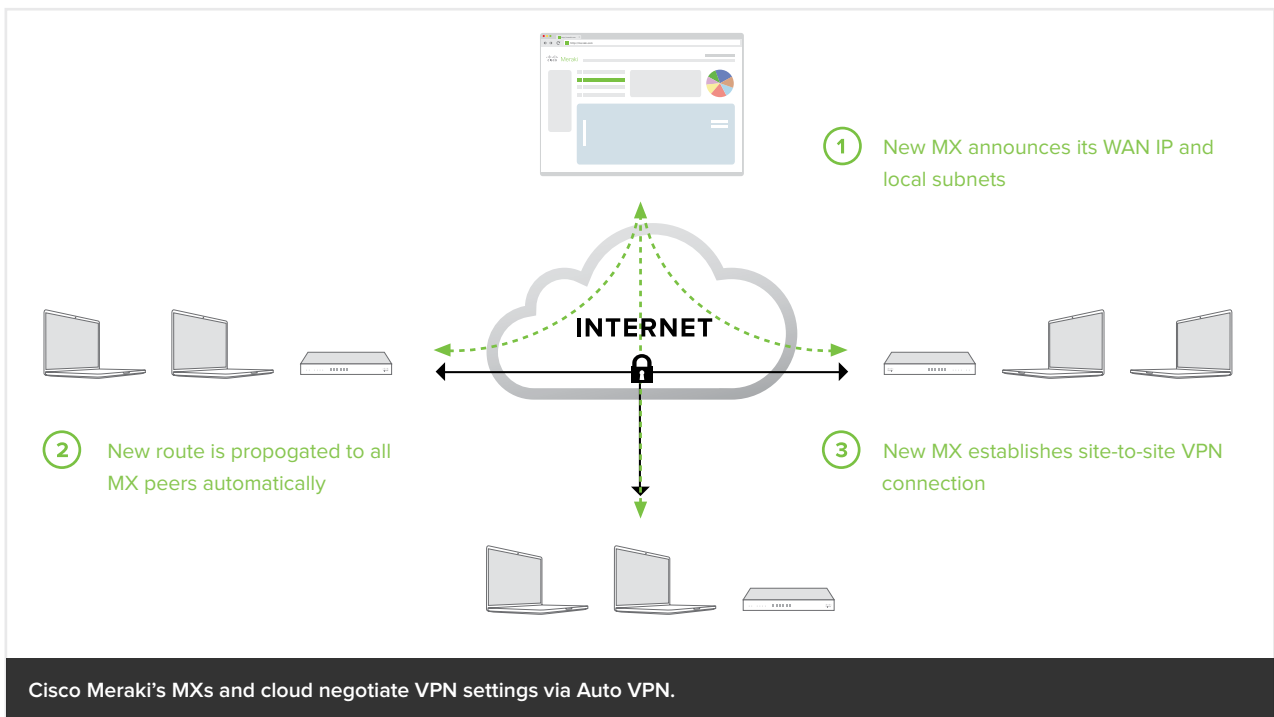 Meraki
1
New MX announces its WAN IP and
local subnets
INTERNET
2
New route is propogated to all
MX peers automatically
3
New MX establishes site-to-site VPN
connection
Cisco Meraki’s MXs and cloud negotiate VPN settings via Auto VPN.